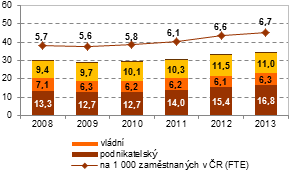 60
50
40
30
20
10
0
5,7 5,6 5,8 6,1 6,6 6,7
9,4 9,7 10,1 10,3 11,5 11,0
7,1 6,3 6,2 6,2 6,1 6,3
13,3 12,7 12,7 14,0 15,4 16,8
2008 2009 2010 2011 2012 2013
vládní
podnikatelský
na 1 000 zaměstnaných v ČR (FTE)